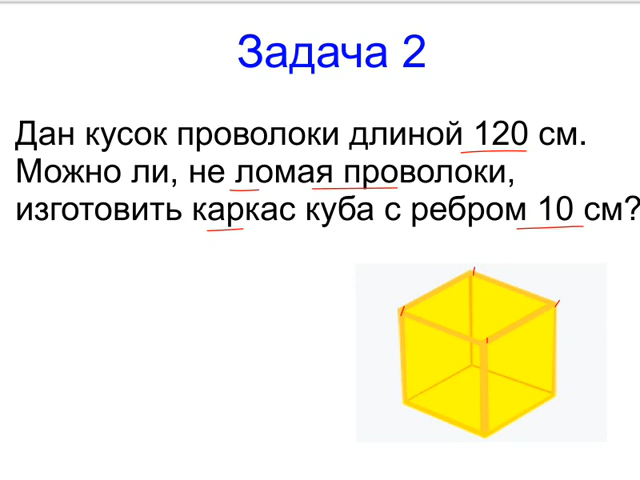 Задача 2
Дан кусок проволоки длиной 120 см.
Можно ли, не ломая проволоки,
изготовить каркас куба с ребром 10 см?